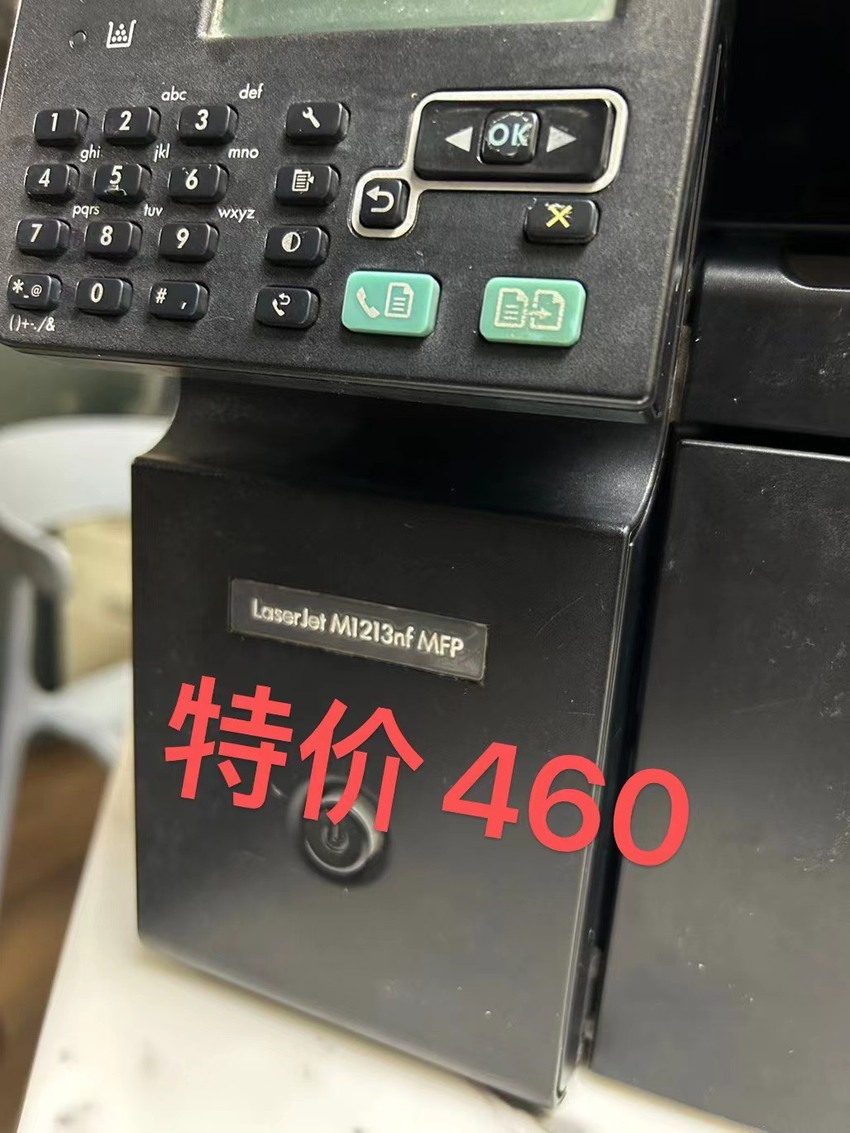 abc def
1 2 3
ghi jkl mno
4 5 6
pqrs tuv wxyz
7 8 9
*_@ 0 # ,
()+-./&
OK
LaserJet M1213nf MFP
特价 460